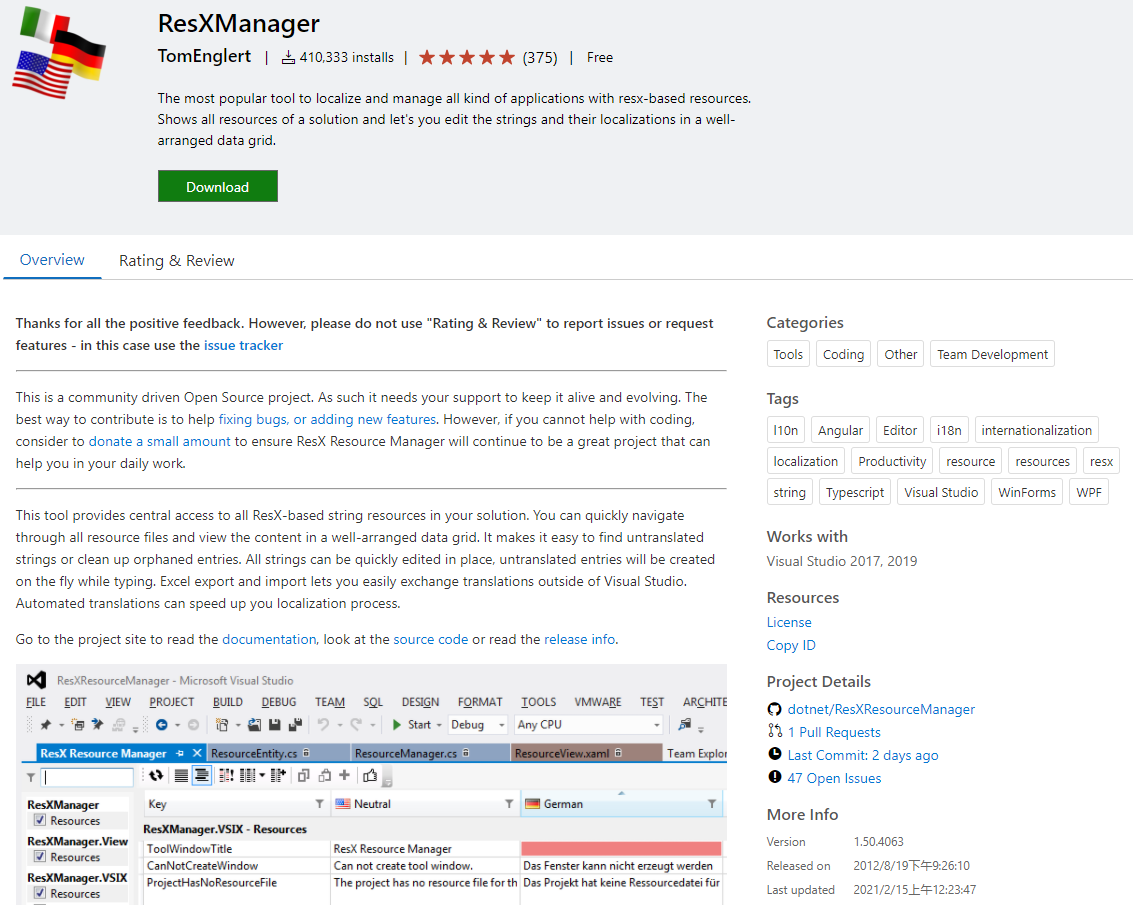 ResXManager
TomEnglert | 410,333 installs | (375) | Free
The most popular tool to localize and manage all kind of applications with resx-based resources.
Shows all resources of a solution and let's you edit the strings and their localizations in a well-
arranged data grid.
Download
Overview Rating & Review
Thanks for all the positive feedback. However, please do not use "Rating & Review" to report issues or request
features - in this case use the issue tracker
This is a community driven Open Source project. As such it needs your support to keep it alive and evolving. The
best way to contribute is to help fixing bugs, or adding new features. However, if you cannot help with coding,
consider to donate a small amount to ensure ResX Resource Manager will continue to be a great project that can
help you in your daily work.
This tool provides central access to all ResX-based string resources in your solution. You can quickly navigate
through all resource files and view the content in a well-arranged data grid. It makes it easy to find untranslated
strings or clean up orphaned entries. All strings can be quickly edited in place, untranslated entries will be created
on the fly while typing. Excel export and import lets you easily exchange translations outside of Visual Studio.
Automated translations can speed up you localization process.
Go to the project site to read the documentation, look at the source code or read the release info.
ResXResourceManager - Microsoft Visual Studio
FILE EDIT VIEW PROJECT BUILD DEBUG TEAM SQL DESIGN FORMAT TOOLS VMWARE TEST ARCHITE
Start Debug Any CPU
ResX Resource Manager ResourceEntity.cs ResourceManager.cs ResourceView.xaml Team Explor
ResXManager
Resources
ResXManager.View
Resources
ResXManager.VSIX
Resources
Key Neutral German
ResXManager.VSIX - Resources
ToolWindowTitle ResX Resource Manager
CanNotCreateWindow Can not create tool window. Das Fenster kann nicht erzeugt werden
ProjectHasNoResourceFile The project has no resource file for th Das Projekt hat keine Ressourcedatei für
Categories
Tools Coding Other Team Development
Tags
l10n Angular Editor i18n internationalization
localization Productivity resource resources resx
string Typescript Visual Studio WinForms WPF
Works with
Visual Studio 2017, 2019
Resources
License
Copy ID
Project Details
dotnet/ResXResourceManager
1 Pull Requests
Last Commit: 2 days ago
47 Open Issues
More Info
Version 1.50.4063
Released on 2012/8/19下午9:26:10
Last updated 2021/2/15上午12:23:47